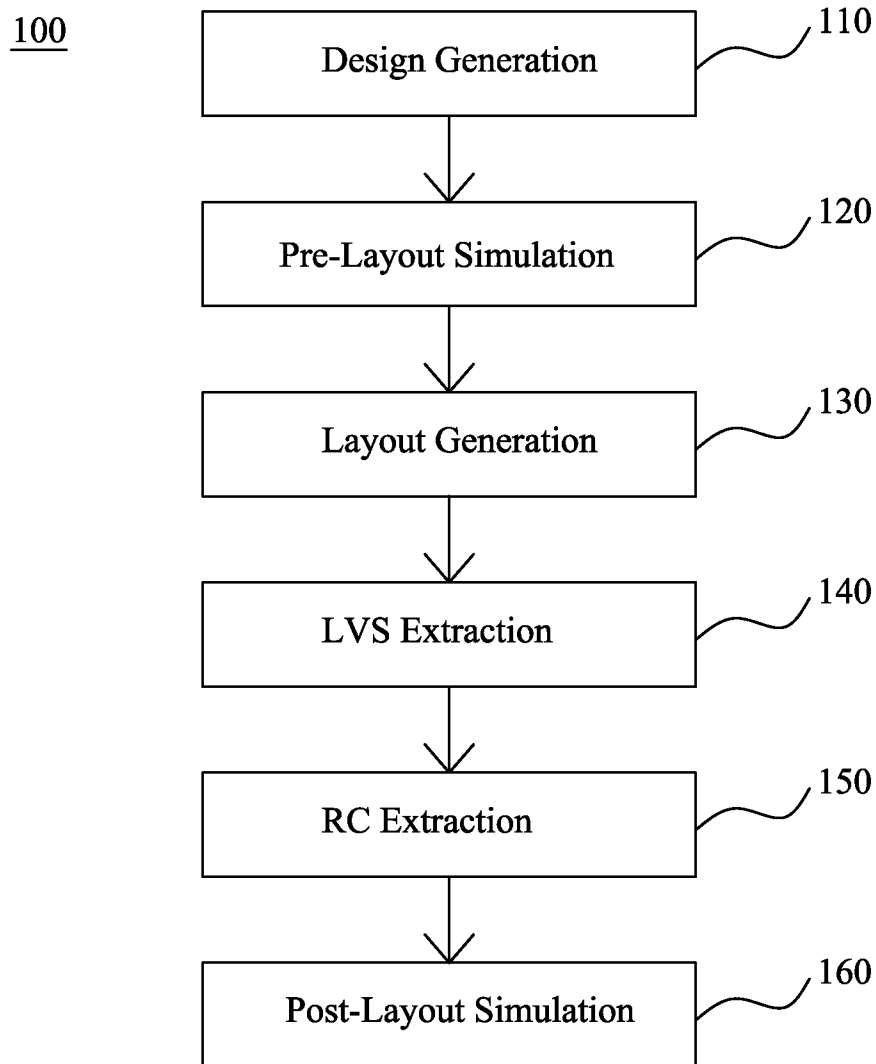 100
110
Design Generation
120
Pre-Layout Simulation
130
Layout Generation
140
LVS Extraction
150
RC Extraction
160
Post-Layout Simulation